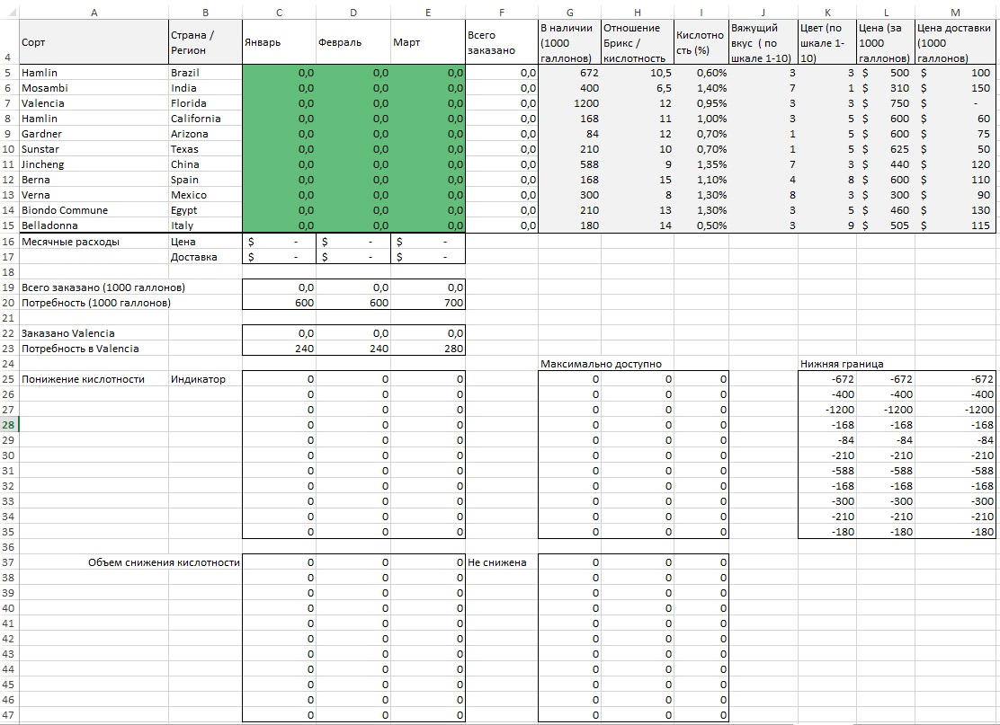 A B C D E F G H I J K L M
4 Сорт Страна / Регион Январь Февраль Март Всего заказано В наличии (1000 галлонов) Отношение Брикс / кислотность Кислотно сть (%) Вяжущий вкус ( по шкале 1-10) Цвет (по шкале 1-10) Цена (за 1000 галлонов) Цена доставки (1000 галлонов)
5 Hamlin Brazil 0,0 0,0 0,0 0,0 672 10,5 0,60% 3 3 $ 500 $ 100
6 Mosambi India 0,0 0,0 0,0 0,0 400 6,5 1,40% 7 1 $ 310 $ 150
7 Valencia Florida 0,0 0,0 0,0 0,0 1200 12 0,95% 3 3 $ 750 $ -
8 Hamlin California 0,0 0,0 0,0 0,0 168 11 1,00% 3 5 $ 600 $ 60
9 Gardner Arizona 0,0 0,0 0,0 0,0 84 12 0,70% 1 5 $ 600 $ 75
10 Sunstar Texas 0,0 0,0 0,0 0,0 210 10 0,70% 1 5 $ 625 $ 50
11 Jincheng China 0,0 0,0 0,0 0,0 588 9 1,35% 7 3 $ 440 $ 120
12 Berna Spain 0,0 0,0 0,0 0,0 168 15 1,10% 4 8 $ 600 $ 110
13 Verna Mexico 0,0 0,0 0,0 0,0 300 8 1,30% 8 3 $ 300 $ 90
14 Biondo Commune Egypt 0,0 0,0 0,0 0,0 210 13 1,30% 3 5 $ 460 $ 130
15 Belladonna Italy 0,0 0,0 0,0 0,0 180 14 0,50% 3 9 $ 505 $ 115
16 Месячные расходы Цена $ - $ - $ -
17 Доставка $ - $ - $ -
18
19 Всего заказано (1000 галлонов) 0,0 0,0 0,0
20 Потребность (1000 галлонов) 600 600 700
21
22 Заказано Valencia 0,0 0,0 0,0
23 Потребность в Valencia 240 240 280
24 Максимально доступно Нижняя граница
25 Понижение кислотности Индикатор 0 0 0 0 0 0 -672 -672 -672
26 0 0 0 0 0 0 -400 -400 -400
27 0 0 0 0 0 0 -1200 -1200 -1200
28 0 0 0 0 0 0 -168 -168 -168
29 0 0 0 0 0 0 -84 -84 -84
30 0 0 0 0 0 0 -210 -210 -210
31 0 0 0 0 0 0 -588 -588 -588
32 0 0 0 0 0 0 -168 -168 -168
33 0 0 0 0 0 0 -300 -300 -300
34 0 0 0 0 0 0 -210 -210 -210
35 0 0 0 0 0 0 -180 -180 -180
36
37 Объем снижения кислотности 0 0 0 Не снижена 0 0 0
38 0 0 0 0 0 0
39 0 0 0 0 0 0
40 0 0 0 0 0 0
41 0 0 0 0 0 0
42 0 0 0 0 0 0
43 0 0 0 0 0 0
44 0 0 0 0 0 0
45 0 0 0 0 0 0
46 0 0 0 0 0 0
47 0 0 0 0 0 0